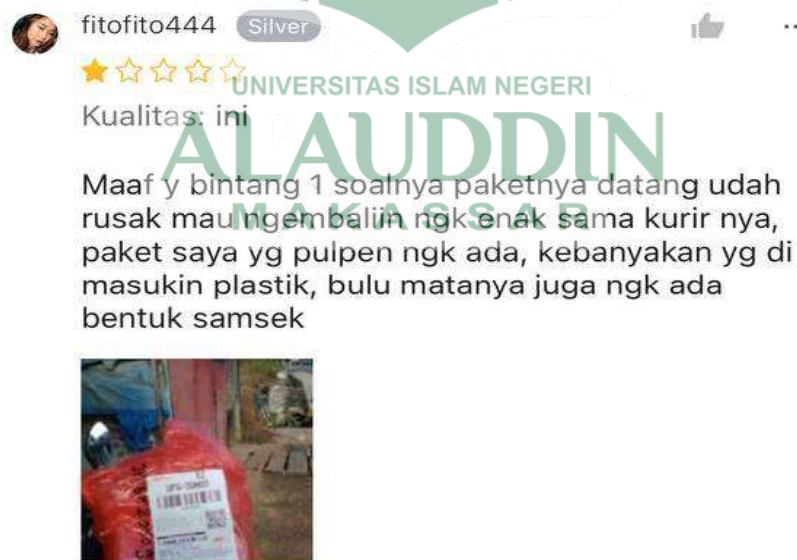 fitofito444 Silver
UNIVERSITAS ISLAM NEGERI
Kualitas: ini
ALAUDDIN
Maaf y bintang 1 soalnya paketnya datang udah
rusak mau ngembaliin ngk enak sama kurir nya,
MAKASSAR
paket saya yg pulpen ngk ada, kebanyakan yg di
masukin plastik, bulu matanya juga ngk ada
bentuk samsek